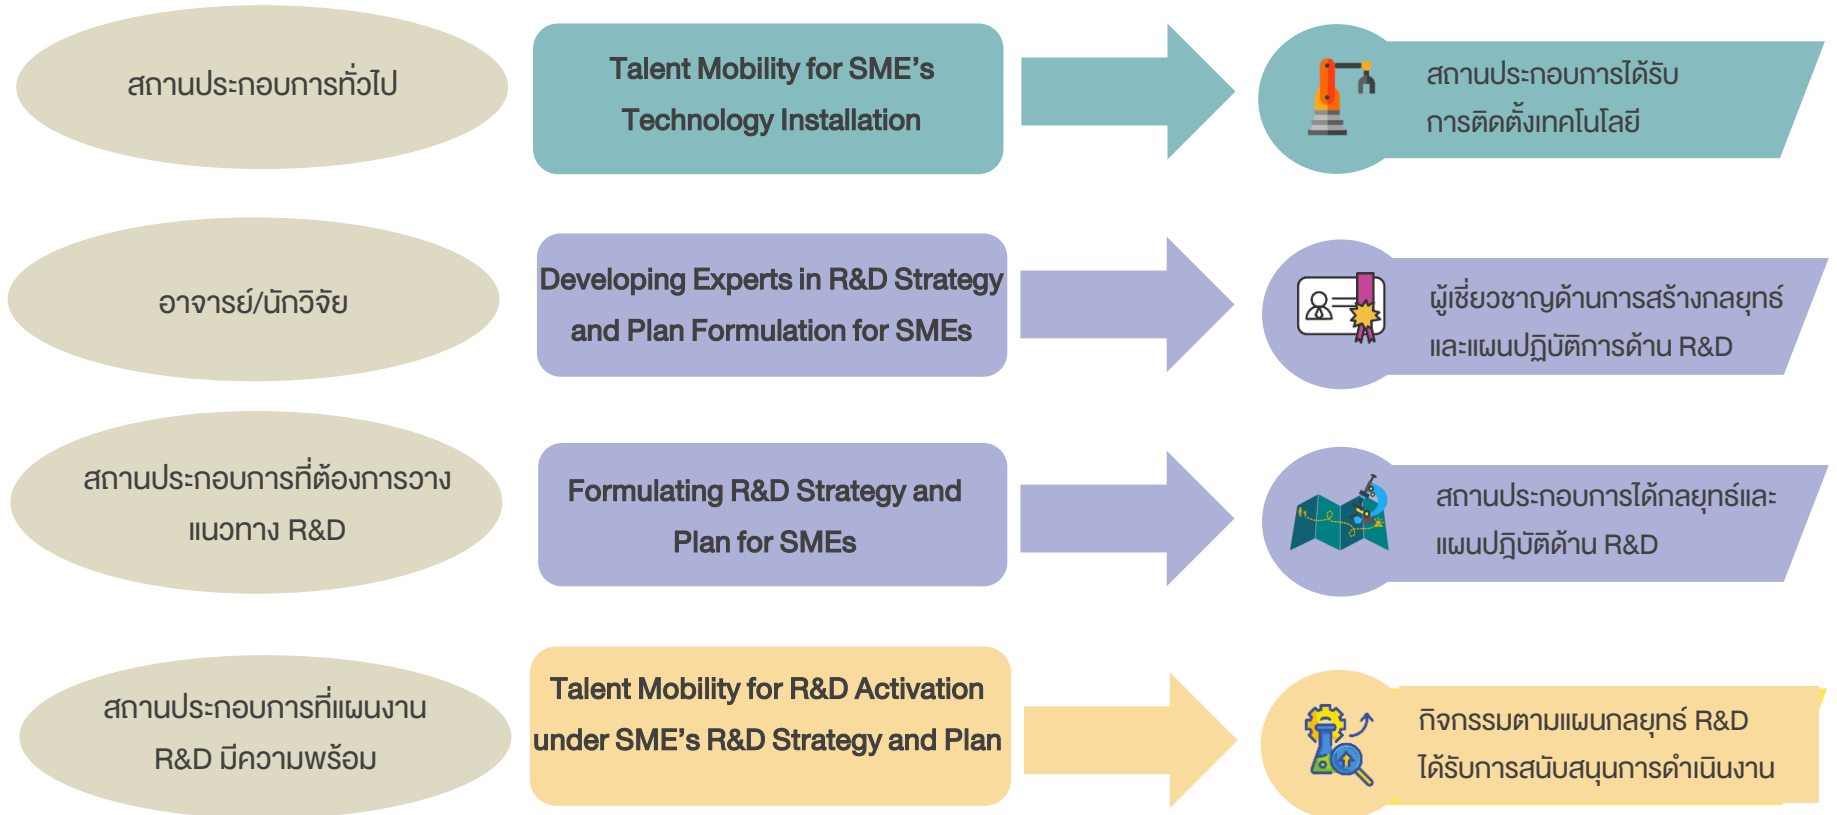 สถานประกอบการทั่วไป
Talent Mobility for SME's
Technology Installation
สถานประกอบการได้รับ
การติดตั้งเทคโนโลยี
อาจารย์/นักวิจัย
Developing Experts in R&D Strategy
and Plan Formulation for SMEs
ผู้เชี่ยวชาญด้านการสร้างกลยุทธ์
และแผนปฏิบัติการด้าน R&D
สถานประกอบการที่ต้องการวาง
แนวทาง R&D
Formulating R&D Strategy and
Plan for SMEs
สถานประกอบการได้กลยุทธ์และ
แผนปฎิบัติด้าน R&D
สถานประกอบการที่แผนงาน
R&D มีความพร้อม
Talent Mobility for R&D Activation
under SME's R&D Strategy and Plan
กิจกรรมตามแผนกลยุทธ์ R&D
ได้รับการสนับสนุนการดำเนินงาน